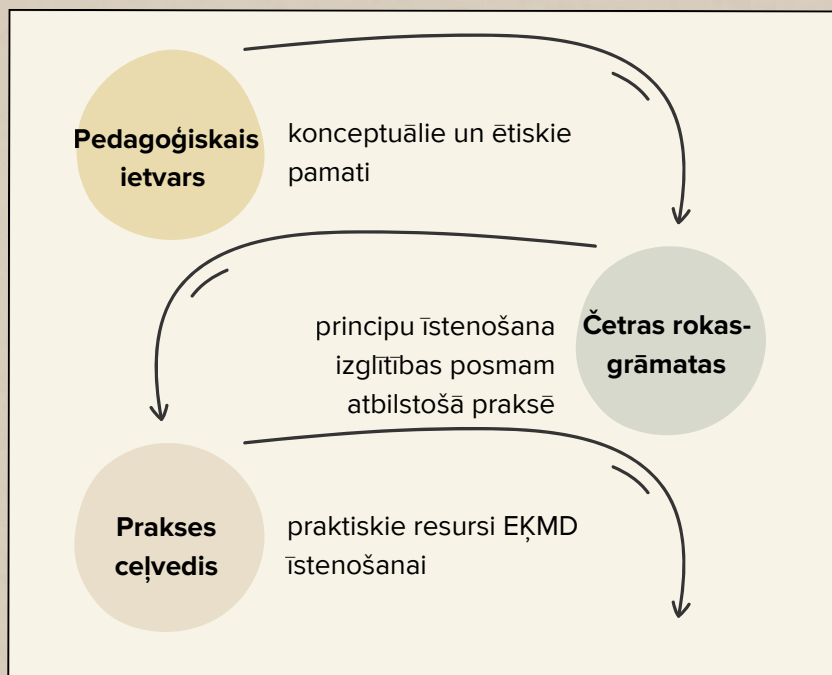 Pedagoģiskais
ietvars
konceptuālie un ētiskie
pamati
Četras rokas-
grāmatas
principu īstenošana
izglītības posmam
atbilstošā praksē
Prakses
ceļvedis
praktiskie resursi EĶMD
īstenošanai